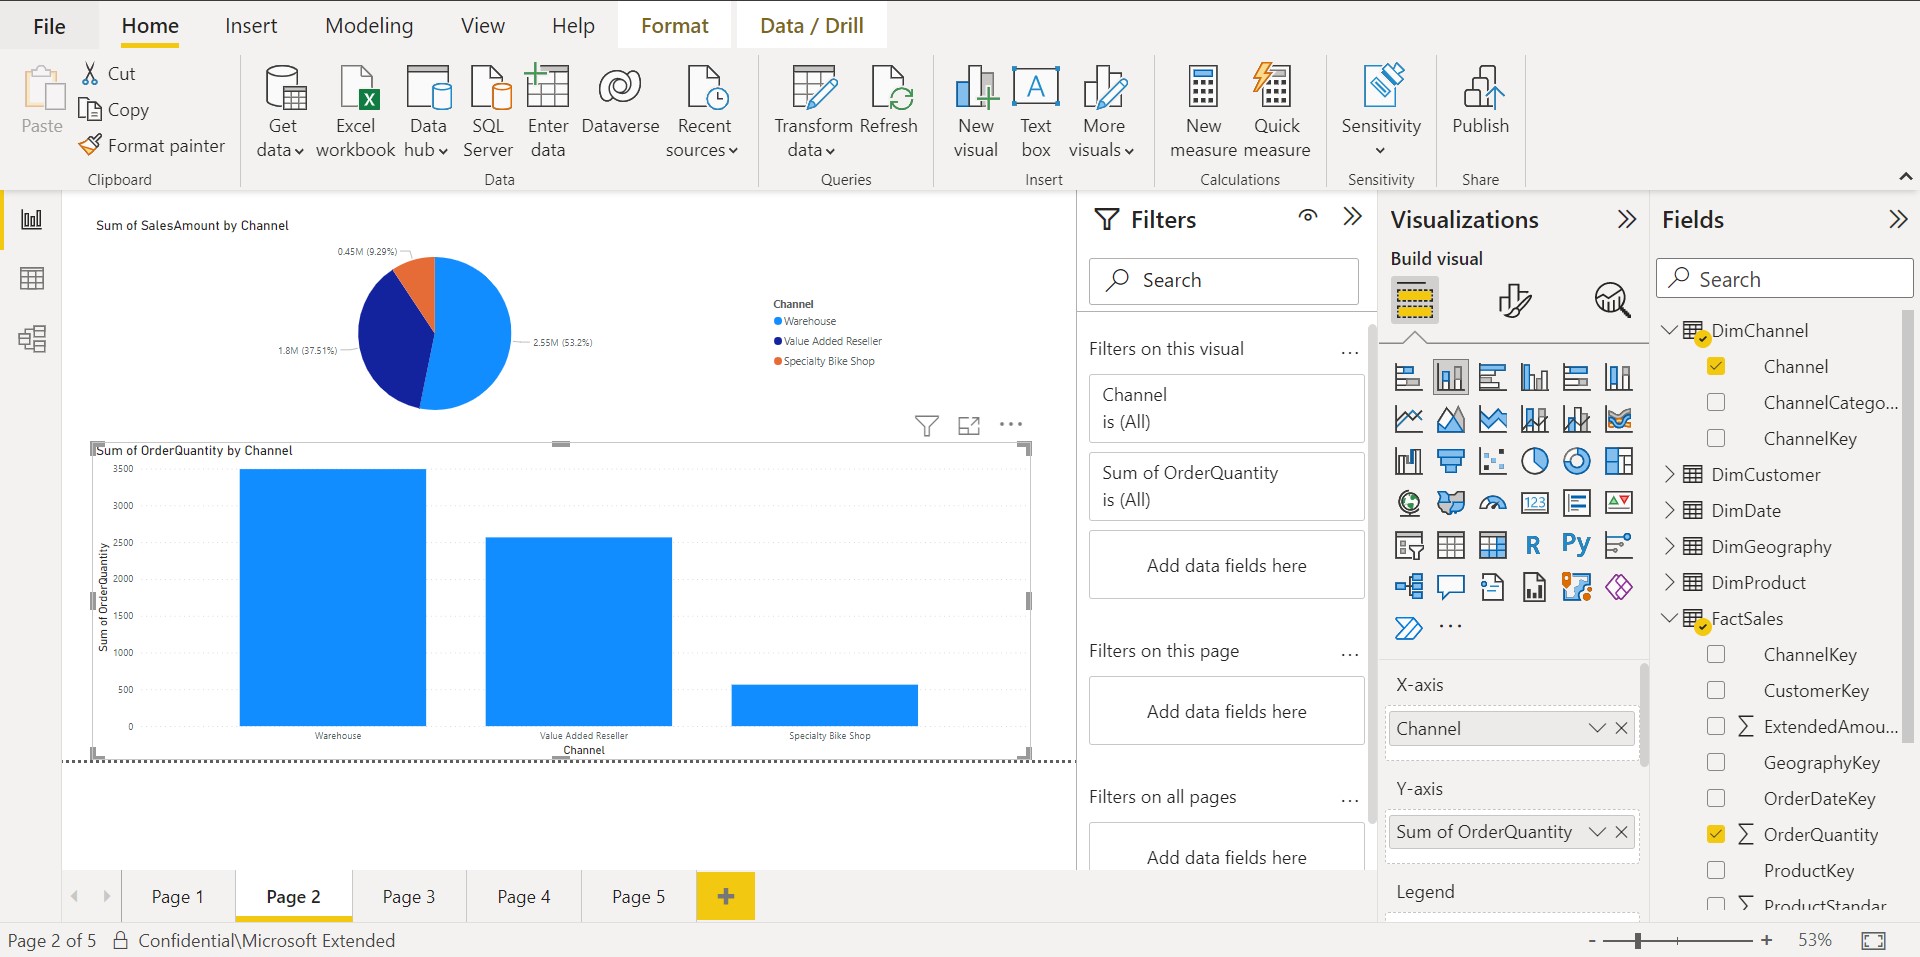 File Home Insert Modeling View Help Format Data / Drill
Paste
Cut
Copy
Format painter
Clipboard
Get data
Excel workbook
Data hub
SQL Server
Enter data
Dataverse
Recent sources
Data
Transform data
Refresh
Queries
New visual
Text box
More visuals
Insert
New measure
Quick measure
Calculations
Sensitivity
Sensitivity
Publish
Share
Sum of SalesAmount by Channel
0.45M (9.29%)
1.8M (37.51%)
2.55M (53.2%)
Channel
Warehouse
Value Added Reseller
Specialty Bike Shop
Sum of OrderQuantity by Channel
Sum of OrderQuantity
3500
3000
2500
2000
1500
1000
500
0
Warehouse Value Added Reseller Specialty Bike Shop
Channel
Filters
Search
Filters on this visual ...
Channel
is (All)
Sum of OrderQuantity
is (All)
Add data fields here
Filters on this page ...
Add data fields here
Filters on all pages ...
Add data fields here
Visualizations
Build visual
123
R
Py
...
X-axis
Channel
Y-axis
Sum of OrderQuantity
Legend
Fields
Search
DimChannel
Channel
ChannelCatego...
ChannelKey
DimCustomer
DimDate
DimGeography
DimProduct
FactSales
ChannelKey
CustomerKey
∑ ExtendedAmou...
GeographyKey
OrderDateKey
∑ OrderQuantity
ProductKey
∑ ProductStandar
Page 1 Page 2 Page 3 Page 4 Page 5 +
Page 2 of 5 Confidential\Microsoft Extended
- + 53%